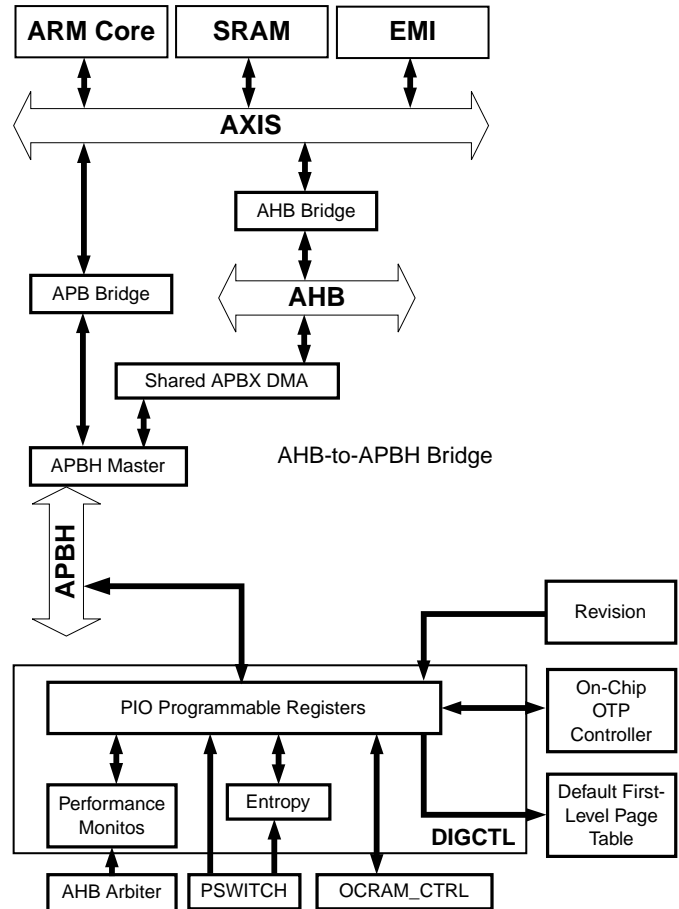 ARM Core
SRAM
EMI
AXIS
AHB Bridge
APB Bridge
AHB
Shared APBX DMA
APBH Master
AHB-to-APBH Bridge
APBH
Revision
PIO Programmable Registers
On-Chip
OTP
Controller
Performance
Monitos
Entropy
Default First-
Level Page
Table
DIGCTL
AHB Arbiter
PSWITCH
OCRAM_CTRL